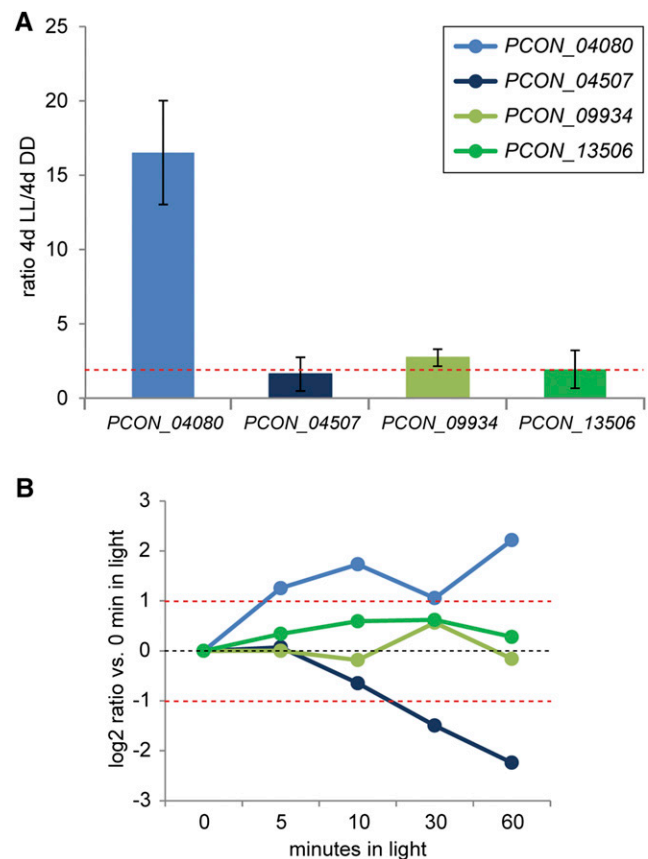 A
25
20
15
10
5
0
ratio 4d LL/4d DD
PCON_04080
PCON_04507
PCON_09934
PCON_13506
PCON_04080 PCON_04507 PCON_09934 PCON_13506
B
3
2
1
0
-1
-2
-3
log2 ratio vs. 0 min in light
0 5 10 30 60
minutes in light